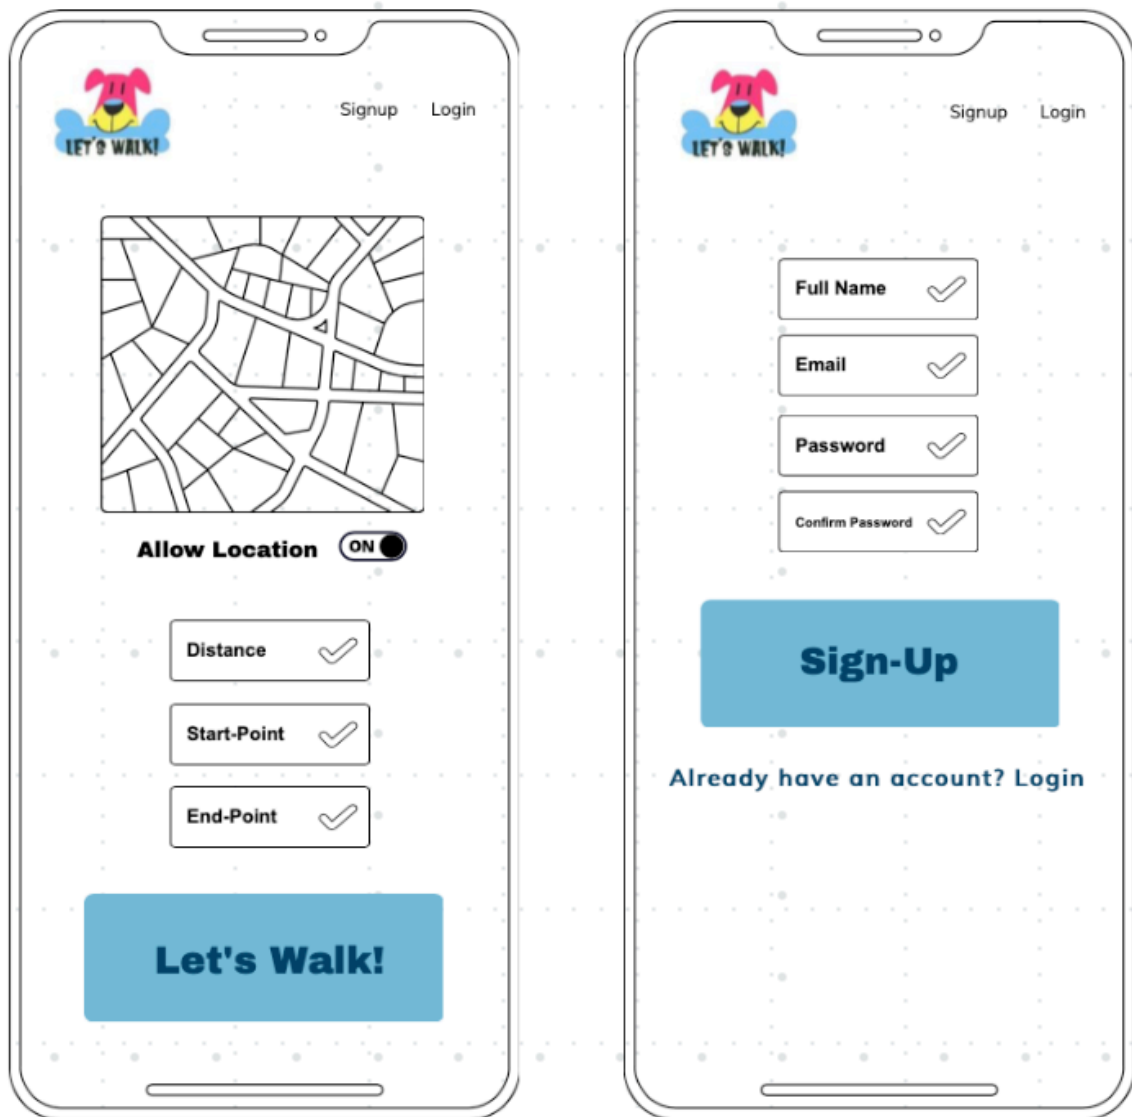 Signup Login
LET'S WALK!
Allow Location ON
Distance
Start-Point
End-Point
Let's Walk!
Signup Login
LET'S WALK!
Full Name
Email
Password
Confirm Password
Sign-Up
Already have an account? Login